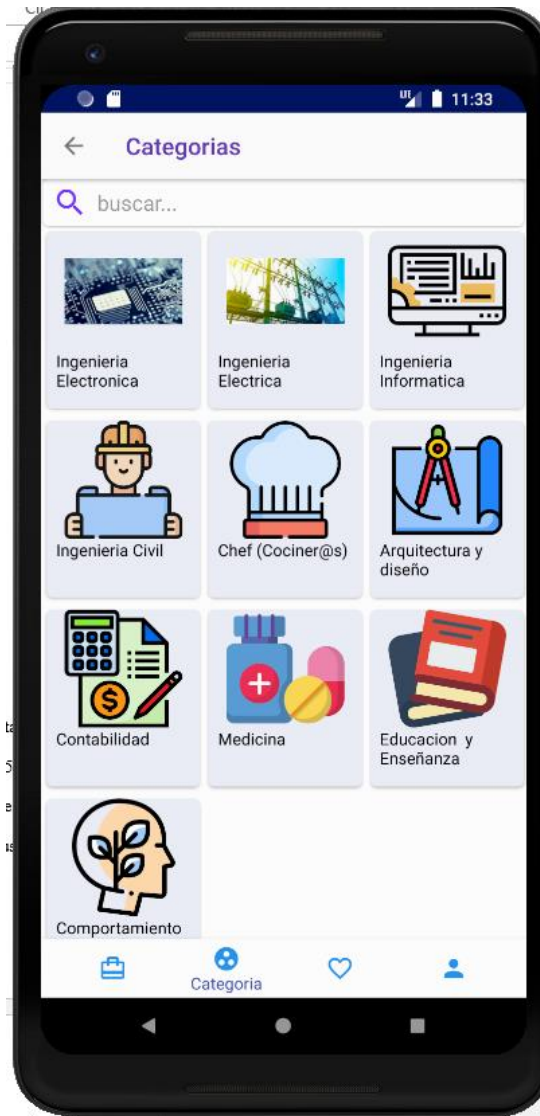 11:33
Categorias
buscar...
Ingenieria
Electronica
Ingenieria
Electrica
Ingenieria
Informatica
Ingenieria Civil
Chef (Cociner@s)
Arquitectura y
diseño
Contabilidad
Medicina
Educacion y
Enseñanza
Comportamiento
Categoria